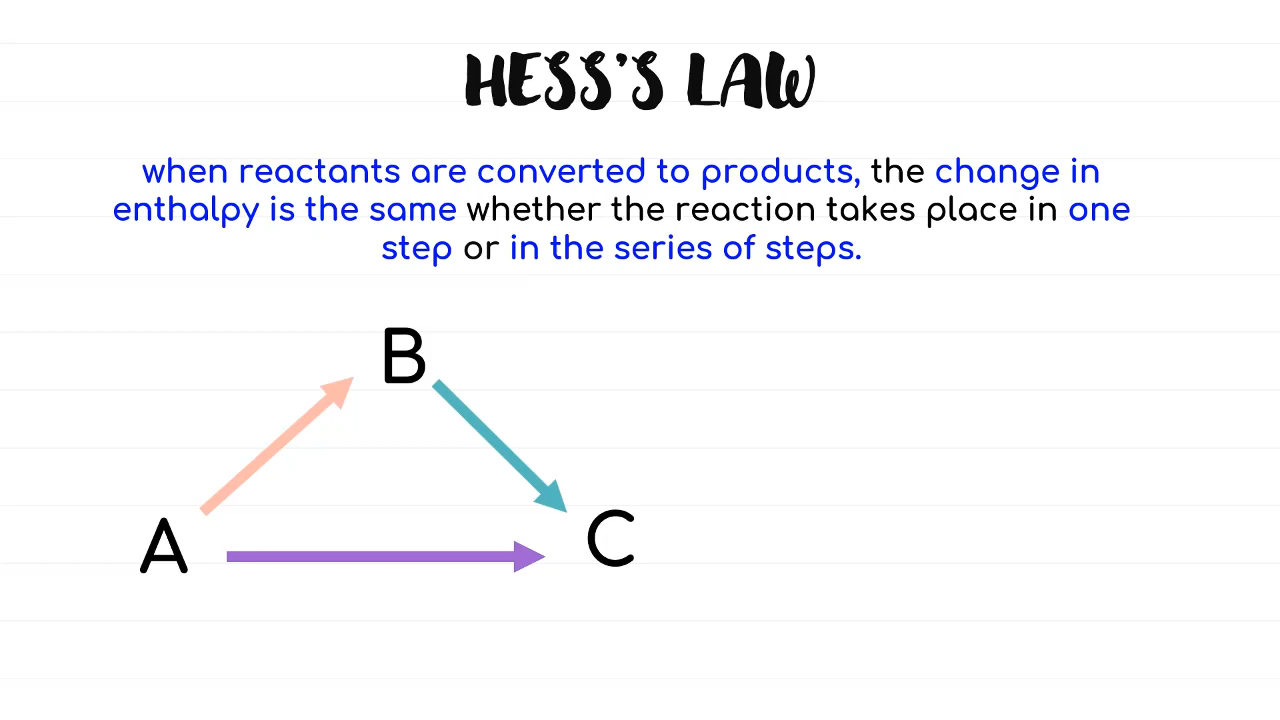 HESS'S LAW
when reactants are converted to products, the change in
enthalpy is the same whether the reaction takes place in one
step or in the series of steps.
B
A
C